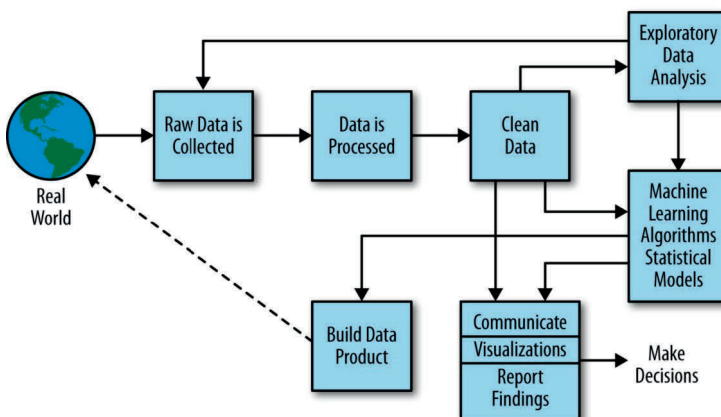 Exploratory
Data
Analysis
Raw Data is
Collected
Data is
Processed
Clean
Data
Real
World
Machine
Learning
Algorithms
Statistical
Models
Build Data
Product
Communicate
Visualizations
Report
Findings
Make
Decisions